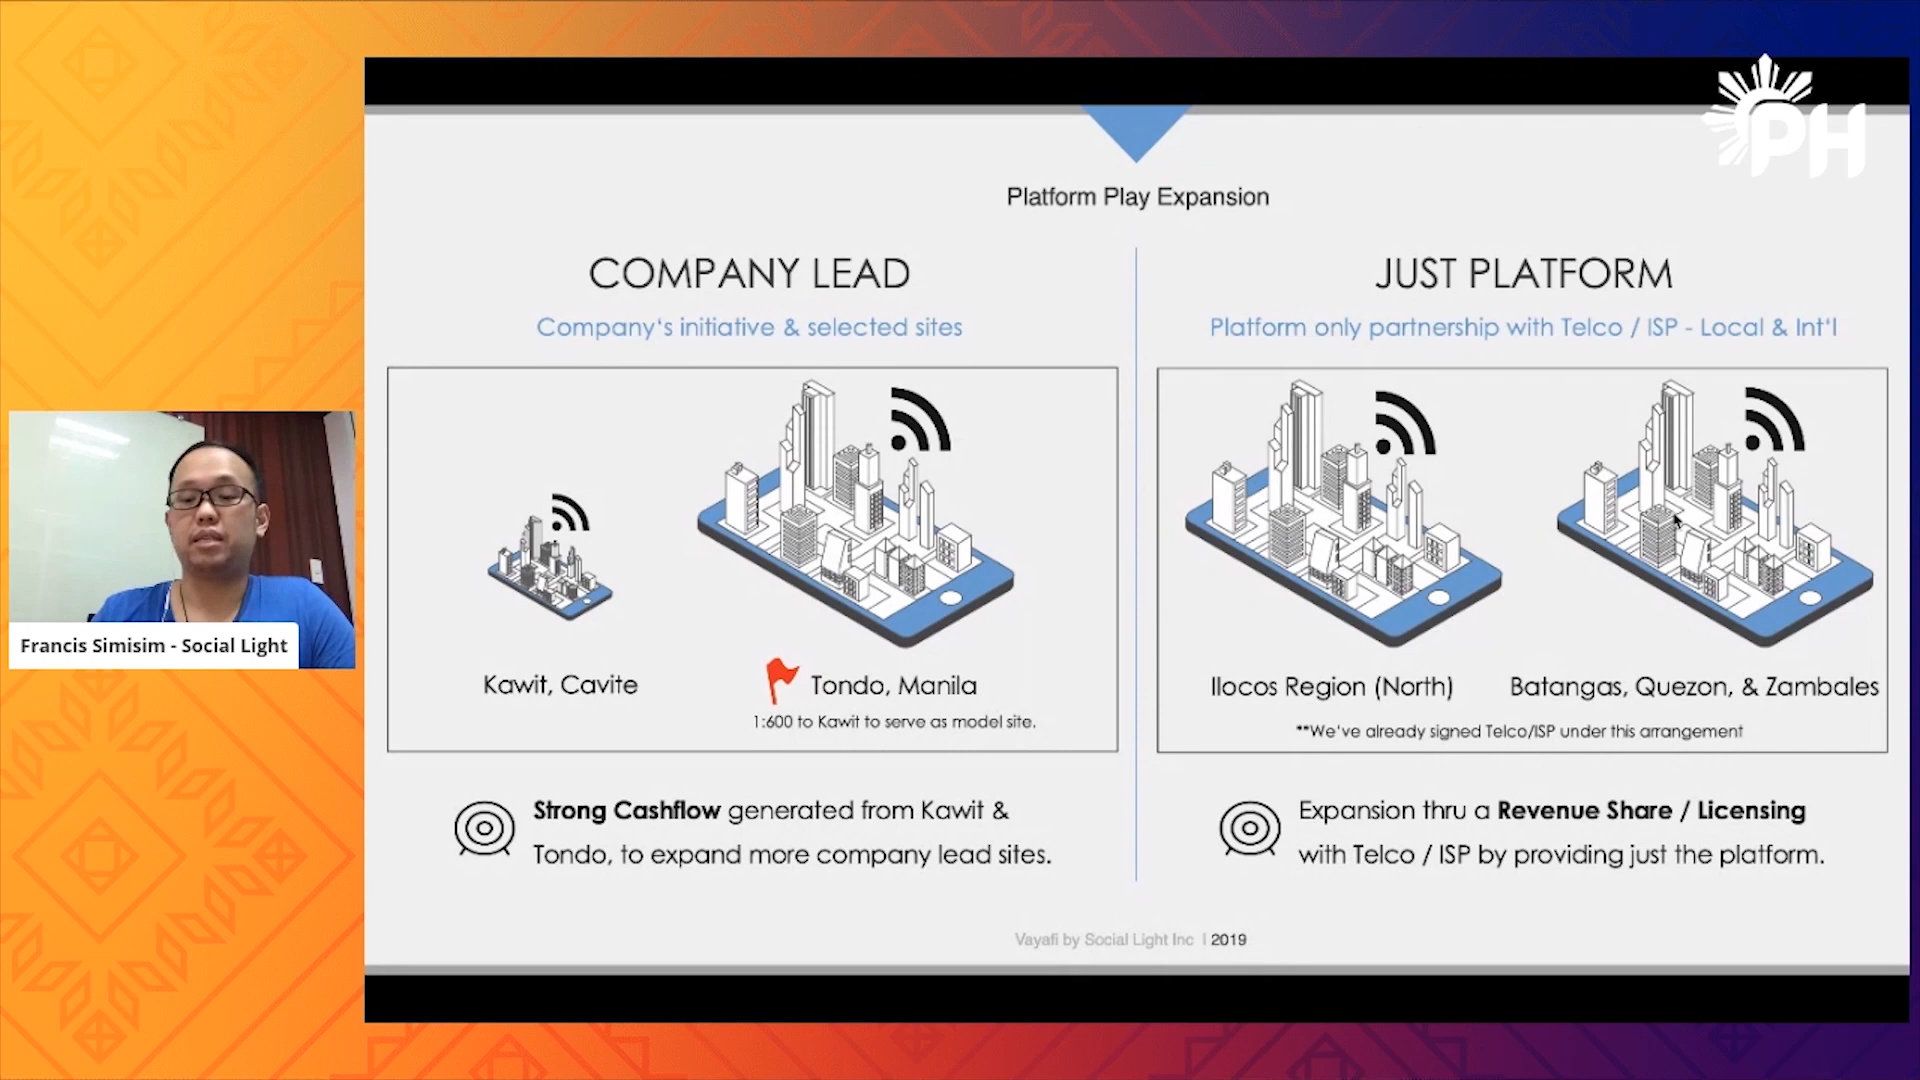 PH
Platform Play Expansion
COMPANY LEAD
Company's initiative & selected sites
Kawit, Cavite
Tondo, Manila
1:600 to Kawit to serve as model site.
Strong Cashflow generated from Kawit &
Tondo, to expand more company lead sites.
JUST PLATFORM
Platform only partnership with Telco / ISP - Local & Int'l
Ilocos Region (North)
Batangas, Quezon, & Zambales
**We've already signed Telco/ISP under this arrangement
Expansion thru a Revenue Share / Licensing
with Telco / ISP by providing just the platform.
Vayafi by Social Light Inc | 2019
Francis Simisim - Social Light